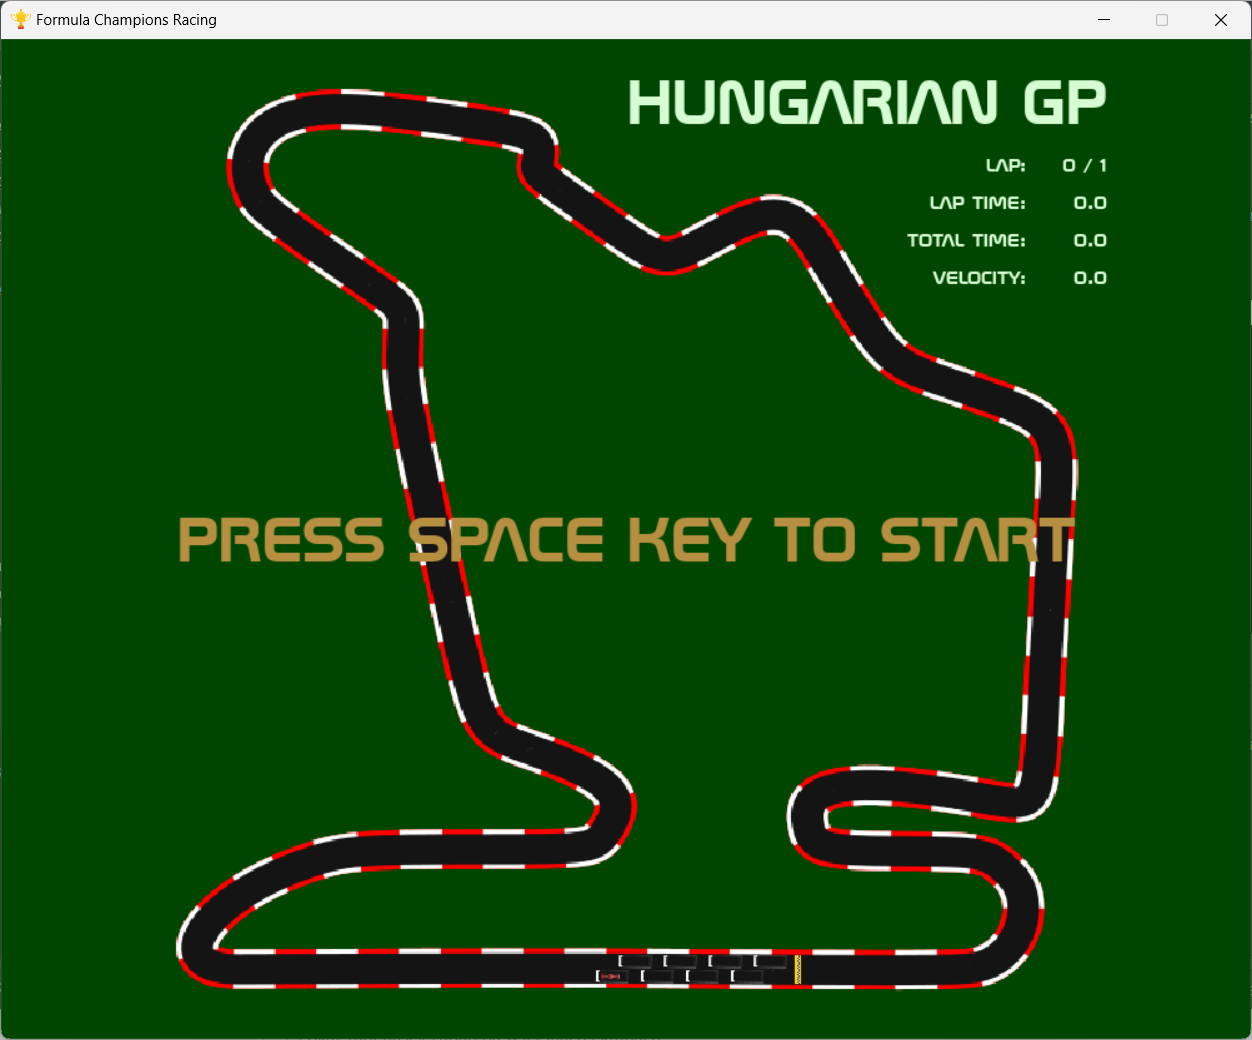 Formula Champions Racing
HUNGARIAN GP
LAP: 0 / 1
LAP TIME: 0.0
TOTAL TIME: 0.0
VELOCITY: 0.0
PRESS SPACE KEY TO START